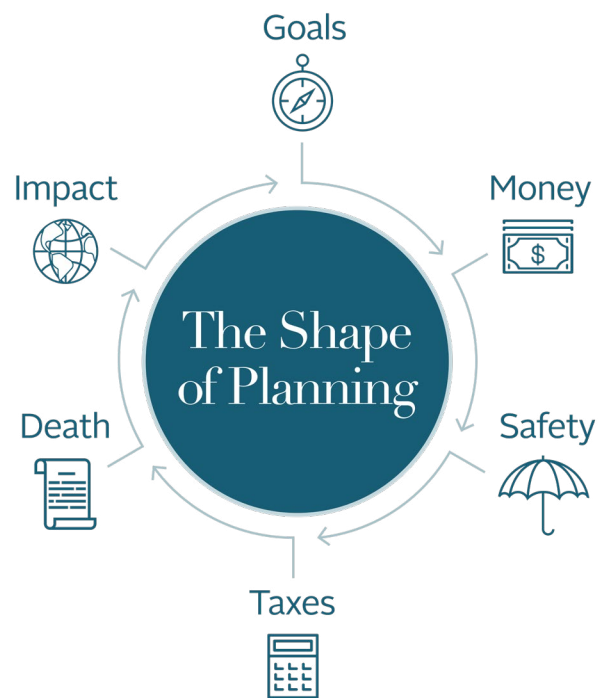 Goals
Impact
Money
$
The Shape
of Planning
Death
Safety
Taxes